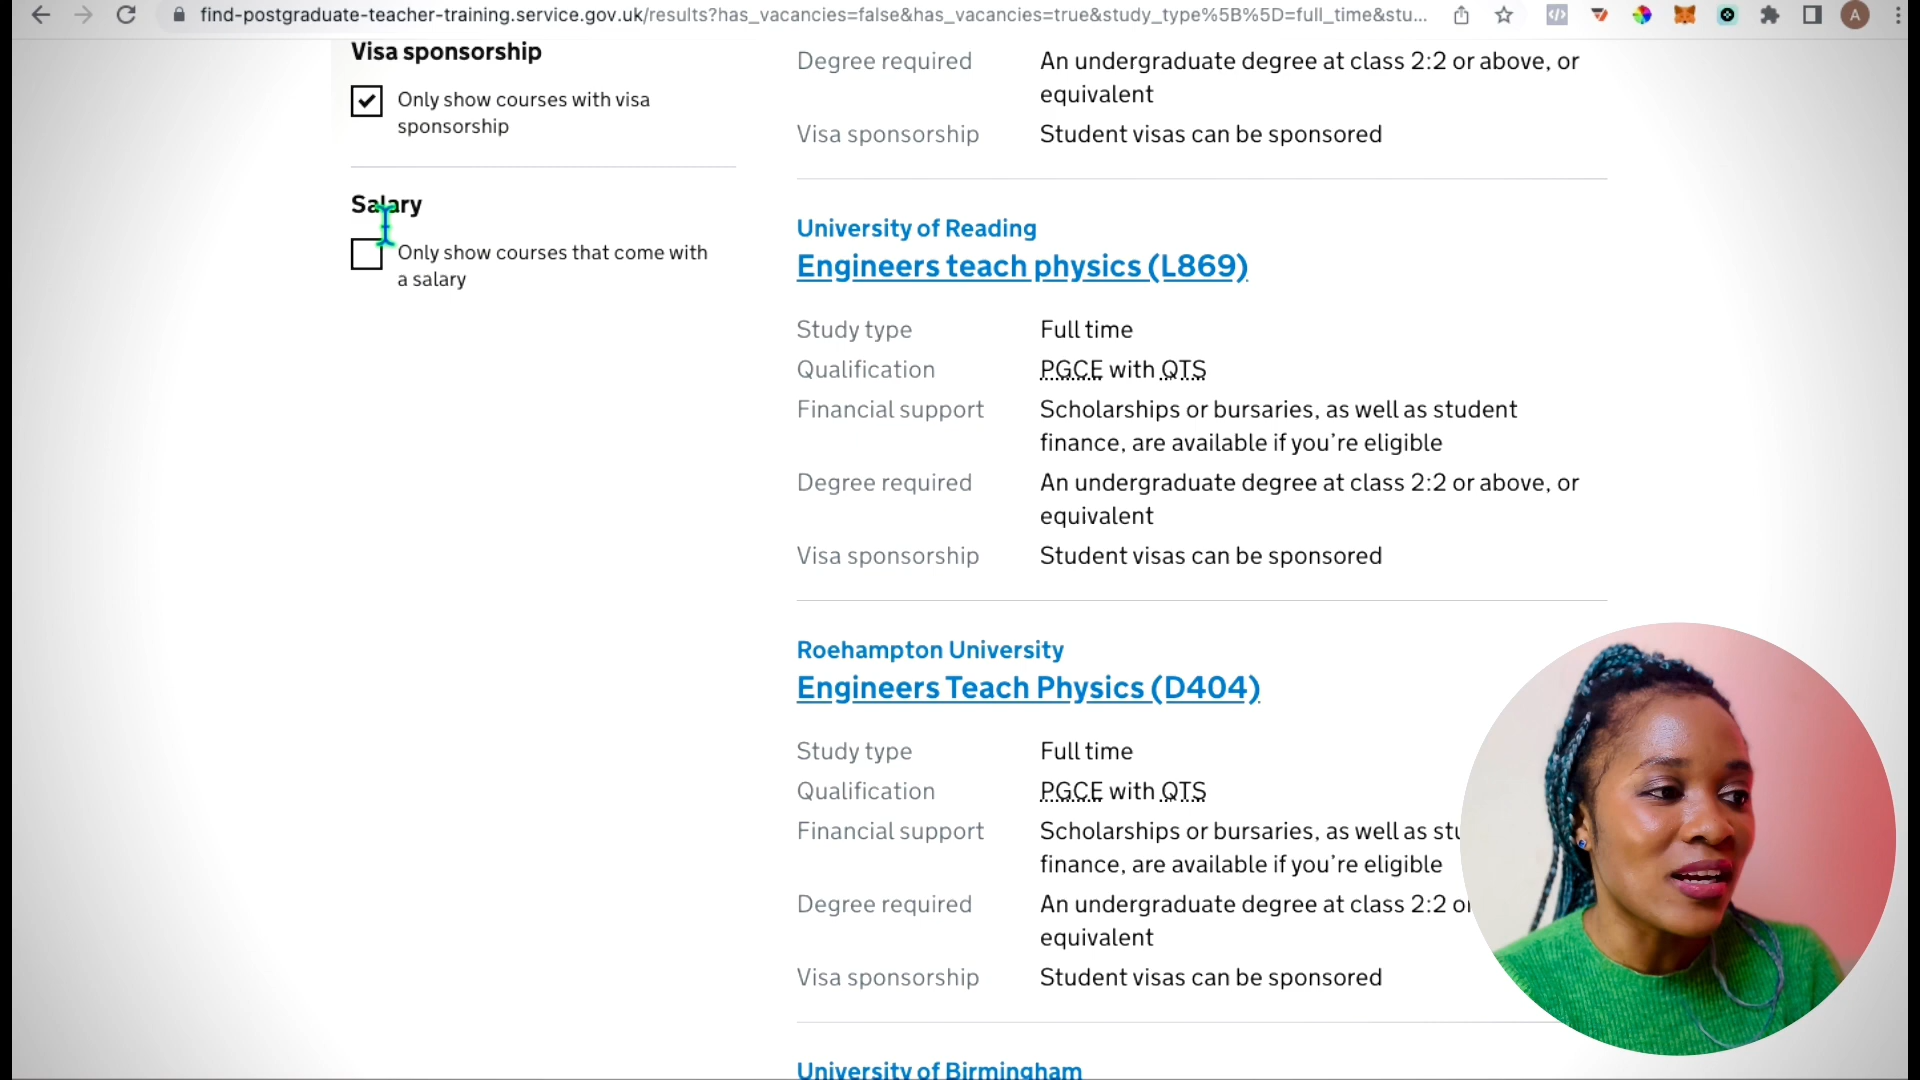 find-postgraduate-teacher-training.service.gov.uk/results?has_vacancies=false&has_vacancies=true&study_type%5B%5D=full_time&stu...
A
Visa sponsorship
Only show courses with visa
sponsorship
Salary
Only show courses that come with
a salary
Degree required An undergraduate degree at class 2:2 or above, or
equivalent
Visa sponsorship Student visas can be sponsored
University of Reading
Engineers teach physics (L869)
Study type Full time
Qualification PGCE with QTS
Financial support Scholarships or bursaries, as well as student
finance, are available if you’re eligible
Degree required An undergraduate degree at class 2:2 or above, or
equivalent
Visa sponsorship Student visas can be sponsored
Roehampton University
Engineers Teach Physics (D404)
Study type Full time
Qualification PGCE with QTS
Financial support Scholarships or bursaries, as well as
finance, are available if you’re eligible
Degree required An undergraduate degree at class 2:2
equivalent
Visa sponsorship Student visas can be sponsored
University of Birmingham